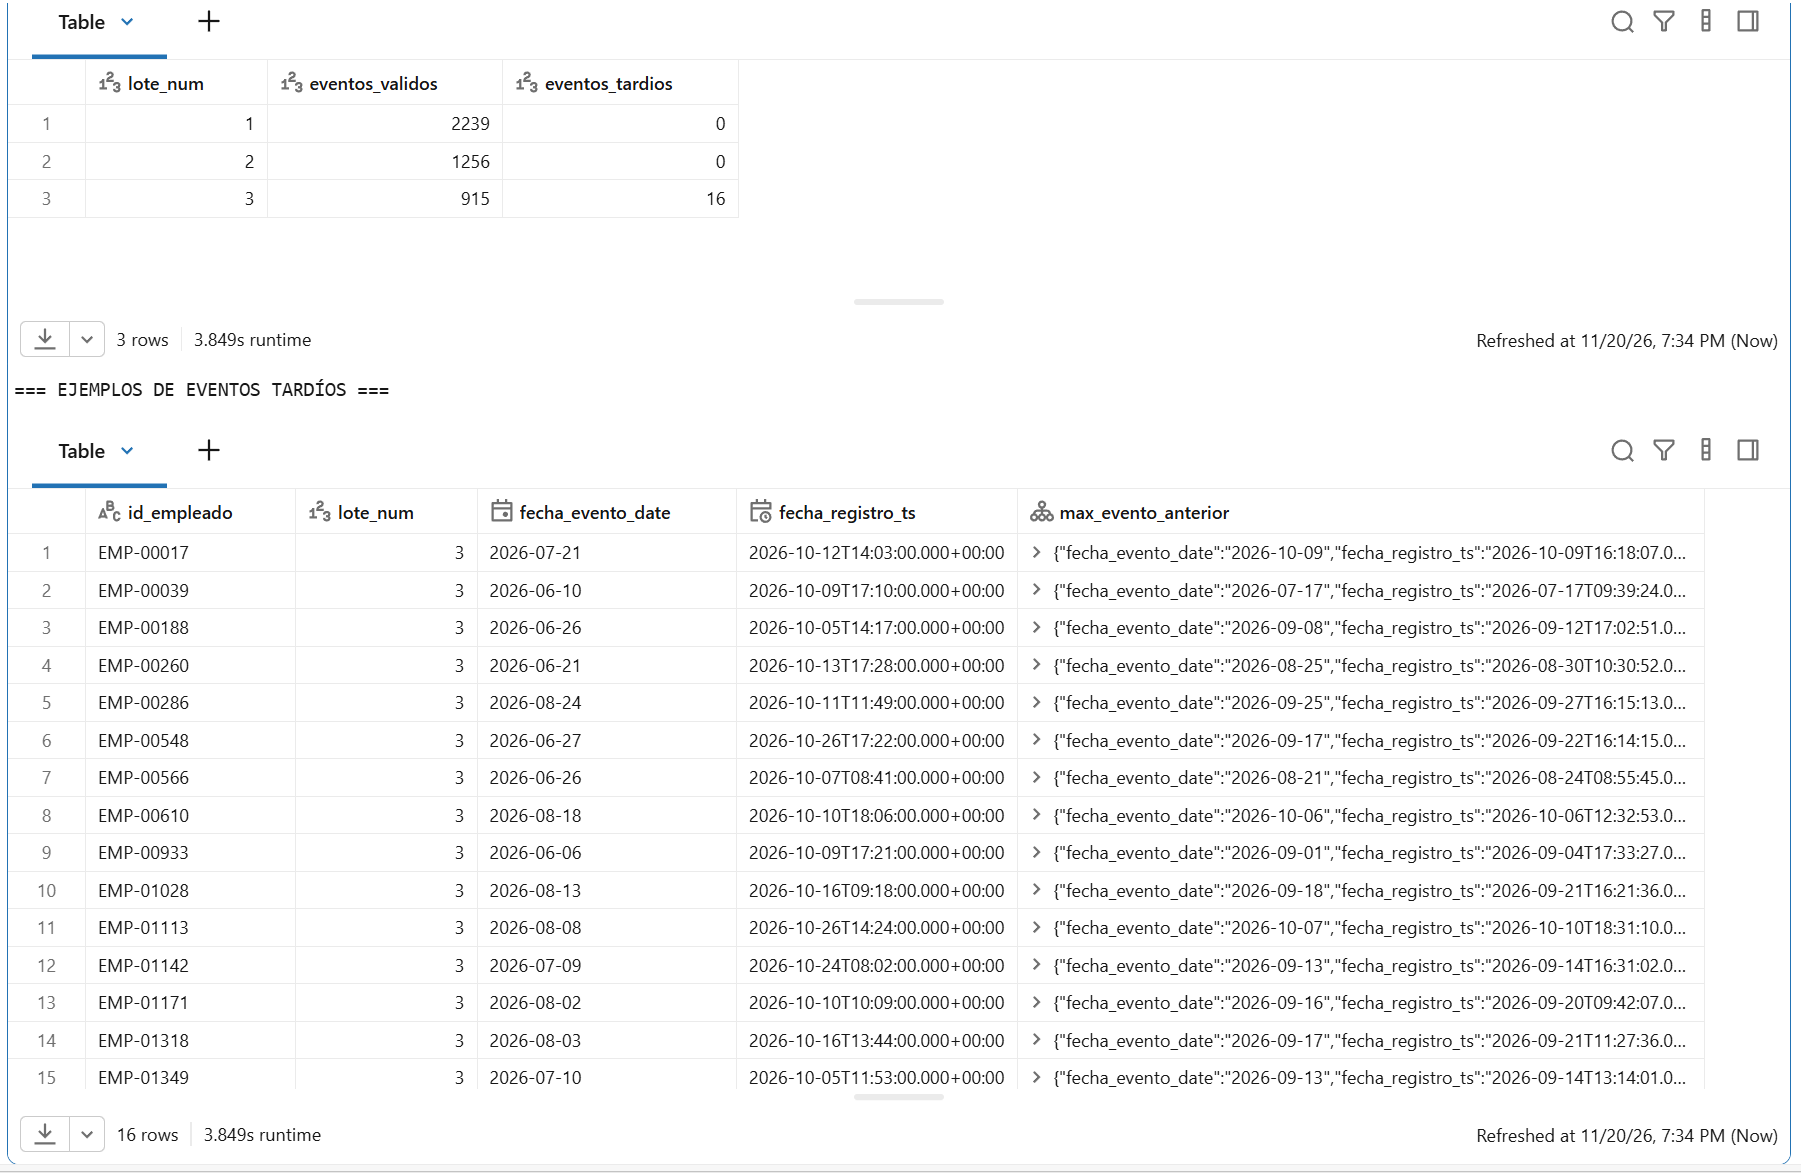 Table
lote_num eventos_validos eventos_tardios
1 1 2239 0
2 2 1256 0
3 3 915 16
3 rows 3.849s runtime Refreshed at 11/20/26, 7:34 PM (Now)
=== EJEMPLOS DE EVENTOS TARDÍOS ===
Table
id_empleado lote_num fecha_evento_date fecha_registro_ts max_evento_anterior
1 EMP-00017 3 2026-07-21 2026-10-12T14:03:00.000+00:00 {"fecha_evento_date":"2026-10-09","fecha_registro_ts":"2026-10-09T16:18:07.0...
2 EMP-00039 3 2026-06-10 2026-10-09T17:10:00.000+00:00 {"fecha_evento_date":"2026-07-17","fecha_registro_ts":"2026-07-17T09:39:24.0...
3 EMP-00188 3 2026-06-26 2026-10-05T14:17:00.000+00:00 {"fecha_evento_date":"2026-09-08","fecha_registro_ts":"2026-09-12T17:02:51.0...
4 EMP-00260 3 2026-06-21 2026-10-13T17:28:00.000+00:00 {"fecha_evento_date":"2026-08-25","fecha_registro_ts":"2026-08-30T10:30:52.0...
5 EMP-00286 3 2026-08-24 2026-10-11T11:49:00.000+00:00 {"fecha_evento_date":"2026-09-25","fecha_registro_ts":"2026-09-27T16:15:13.0...
6 EMP-00548 3 2026-06-27 2026-10-26T17:22:00.000+00:00 {"fecha_evento_date":"2026-09-17","fecha_registro_ts":"2026-09-22T16:14:15.0...
7 EMP-00566 3 2026-06-26 2026-10-07T08:41:00.000+00:00 {"fecha_evento_date":"2026-08-21","fecha_registro_ts":"2026-08-24T08:55:45.0...
8 EMP-00610 3 2026-08-18 2026-10-10T18:06:00.000+00:00 {"fecha_evento_date":"2026-10-06","fecha_registro_ts":"2026-10-06T12:32:53.0...
9 EMP-00933 3 2026-06-06 2026-10-09T17:21:00.000+00:00 {"fecha_evento_date":"2026-09-01","fecha_registro_ts":"2026-09-04T17:33:27.0...
10 EMP-01028 3 2026-08-13 2026-10-16T09:18:00.000+00:00 {"fecha_evento_date":"2026-09-18","fecha_registro_ts":"2026-09-21T16:21:36.0...
11 EMP-01113 3 2026-08-08 2026-10-26T14:24:00.000+00:00 {"fecha_evento_date":"2026-10-07","fecha_registro_ts":"2026-10-10T18:31:10.0...
12 EMP-01142 3 2026-07-09 2026-10-24T08:02:00.000+00:00 {"fecha_evento_date":"2026-09-13","fecha_registro_ts":"2026-09-14T16:31:02.0...
13 EMP-01171 3 2026-08-02 2026-10-10T10:09:00.000+00:00 {"fecha_evento_date":"2026-09-16","fecha_registro_ts":"2026-09-20T09:42:07.0...
14 EMP-01318 3 2026-08-03 2026-10-16T13:44:00.000+00:00 {"fecha_evento_date":"2026-09-17","fecha_registro_ts":"2026-09-21T11:27:36.0...
15 EMP-01349 3 2026-07-10 2026-10-05T11:53:00.000+00:00 {"fecha_evento_date":"2026-09-13","fecha_registro_ts":"2026-09-14T13:14:01.0...
16 rows 3.849s runtime Refreshed at 11/20/26, 7:34 PM (Now)